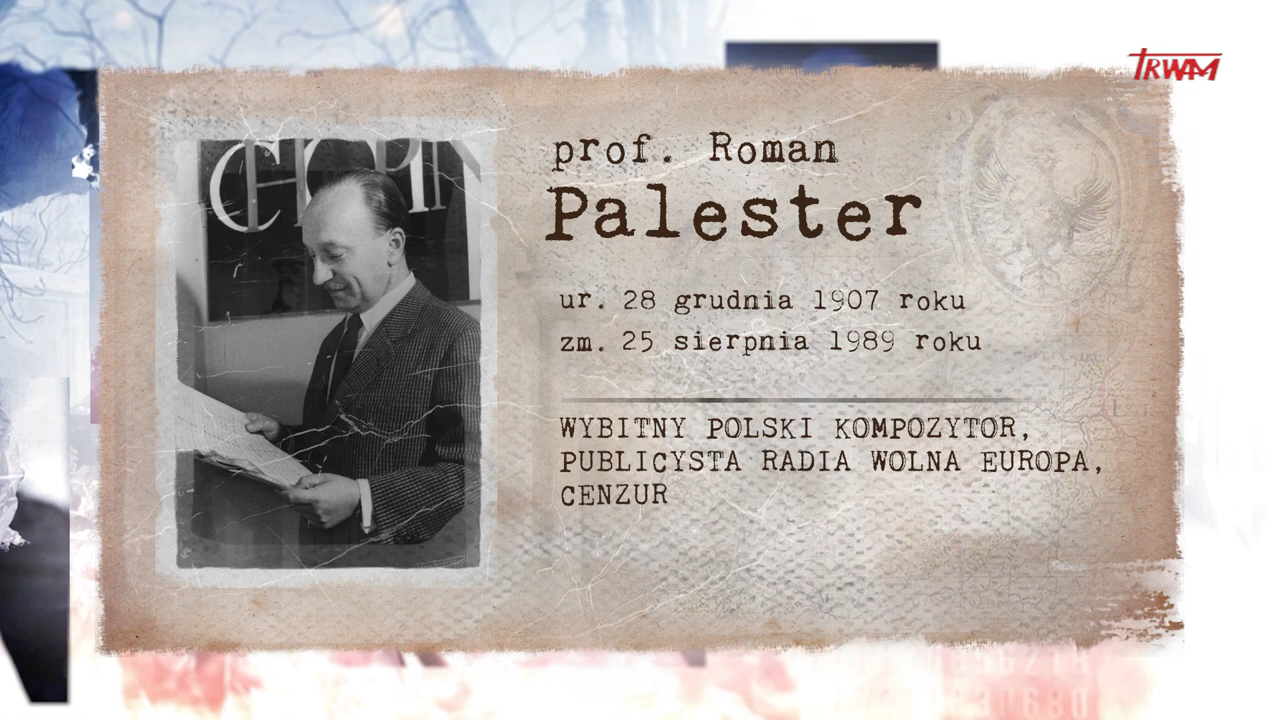 TRWAM
CHOPIN
prof. Roman
Palester
ur. 28 grudnia 1907 roku
zm. 25 sierpnia 1989 roku
WYBITNY POLSKI KOMPOZYTOR,
PUBLICYSTA RADIA WOLNA EUROPA,
CENZUR